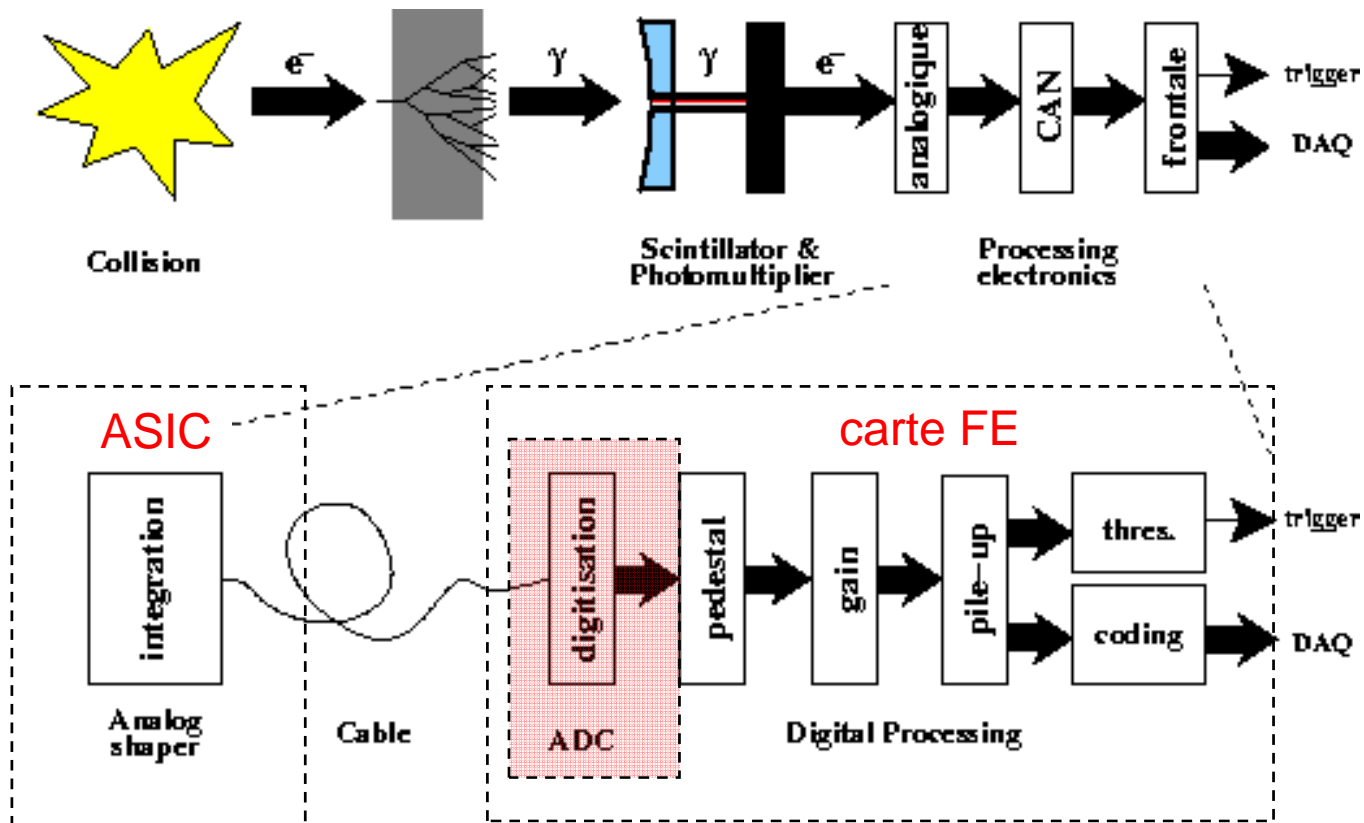 e⁻
γ
γ
e⁻
analogique
CAN
frontale
trigger
DAQ
Collision
Scintillator &
Photomultiplier
Processing
electronics
ASIC
carte FE
integration
digitisation
pedestal
gain
pile-up
thres.
trigger
coding
DAQ
Analog
shaper
Cable
ADC
Digital Processing